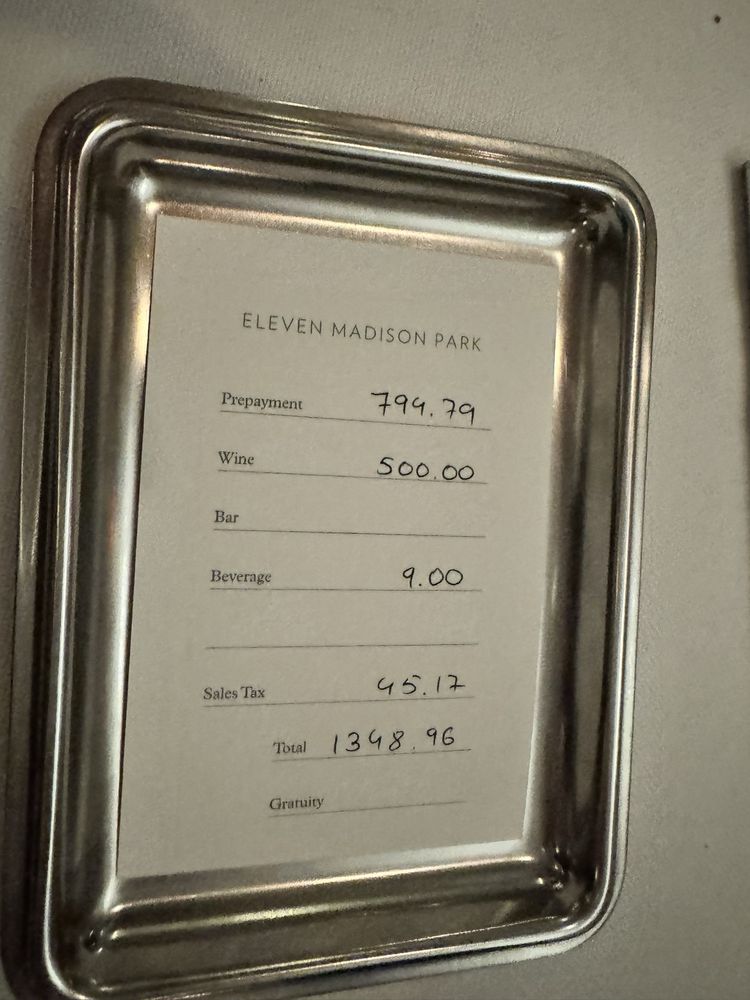 ELEVEN MADISON PARK
Prepayment 794.79
Wine 500.00
Bar
Beverage 9.00
Sales Tax 45.17
Total 1348.96
Gratuity